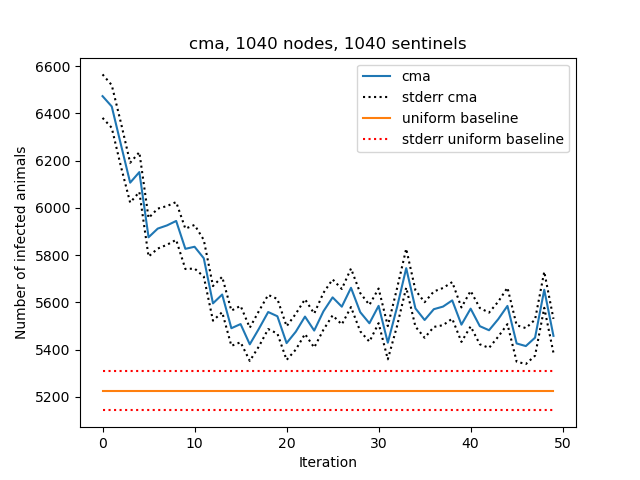 cma, 1040 nodes, 1040 sentinels
cma
stderr cma
uniform baseline
stderr uniform baseline
Number of infected animals
6600
6400
6200
6000
5800
5600
5400
5200
0 10 20 30 40 50
Iteration